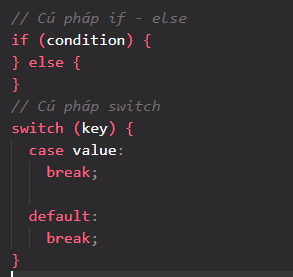 // Cú pháp if - else
if (condition) {
} else {
}
// Cú pháp switch
switch (key) {
  case value:
    break;

  default:
    break;
}